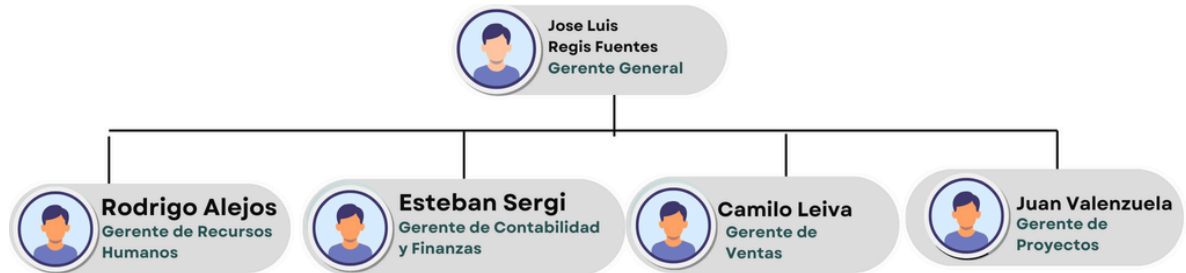 Jose Luis
Regis Fuentes
Gerente General
Rodrigo Alejos
Gerente de Recursos
Humanos
Esteban Sergi
Gerente de Contabilidad
y Finanzas
Camilo Leiva
Gerente de
Ventas
Juan Valenzuela
Gerente de
Proyectos